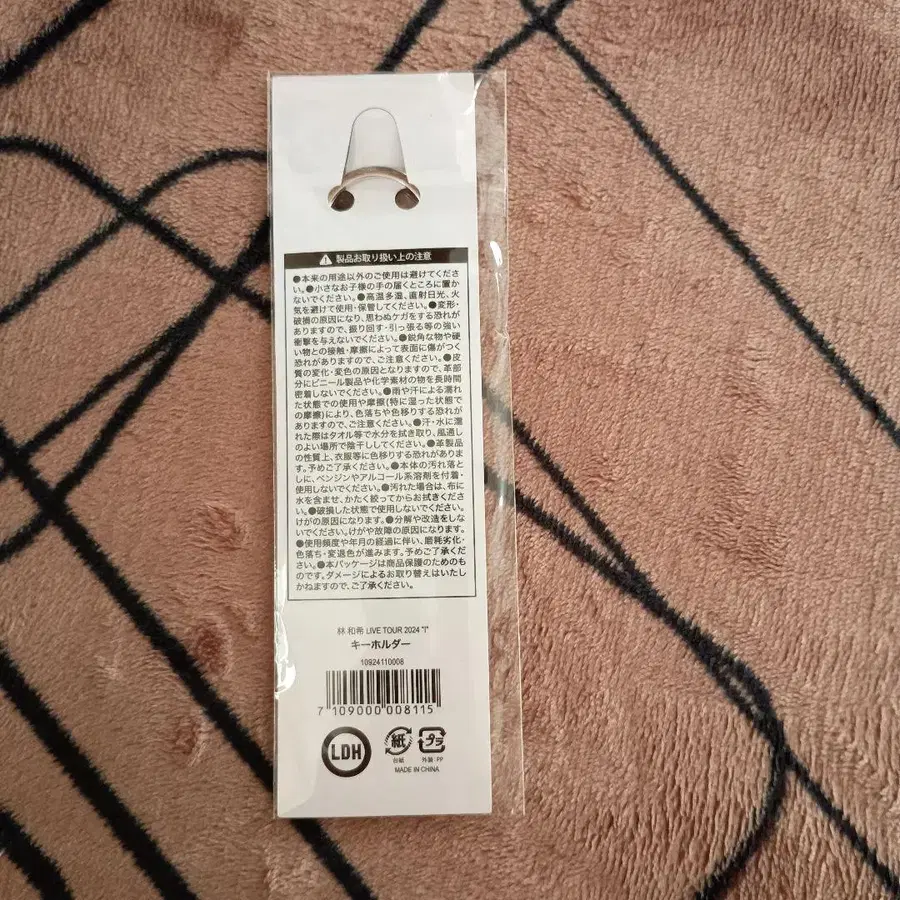 製品お取り扱い上の注意
●本来の用途以外のご使用は避けてくださ
い。●小さなお子様の手の届くところに置か
ないでください。●高温多湿、直射日光、火
気を避けて使用・保管してください。●変形・
破損の原因になり、思わぬケガをする恐れが
ありますので、振り回す・引っ張る等の強い
衝撃を与えないでください。●鋭角な物や硬
い物との接触・摩擦によって表面に傷がつく
恐れがありますので、ご注意ください。●皮
質の変化・変色の原因となりますので、革部
分にビニール製品や化学素材の物を長時間
密着しないでください。●雨や汗による濡れ
た状態での使用や摩擦(特に湿った状態で
の摩擦)により、色落ちや色移りする恐れが
ありますので、ご注意ください。●汗・水に濡
れた際はタオル等で水分を拭き取り、風通し
のよい場所で陰干ししてください。●革製品
の性質上、衣服等に色移りする恐れがありま
す。予めご了承ください。●本体の汚れ落と
しに、ベンジンやアルコール系溶剤を付着・
使用しないでください。●汚れた場合は、布に
水を含ませ、かたく絞ってからお拭きくださ
い。●破損した状態で使用しないでください。
けがの原因になります。●分解や改造をしな
いでください。けがや故障の原因になります。
●使用頻度や年月の経過に伴い、磨耗劣化・
色落ち・変退色が進みます。予めご了承くださ
い。●本パッケージは商品保護のためのも
のです。ダメージによるお取り替えはいたし
かねますので、ご了承ください。
林 和希 LIVE TOUR 2024 "I"
キーホルダー
10924110008
7 109000 008115
LDH
紙 プラ
台紙 外装:PP
MADE IN CHINA